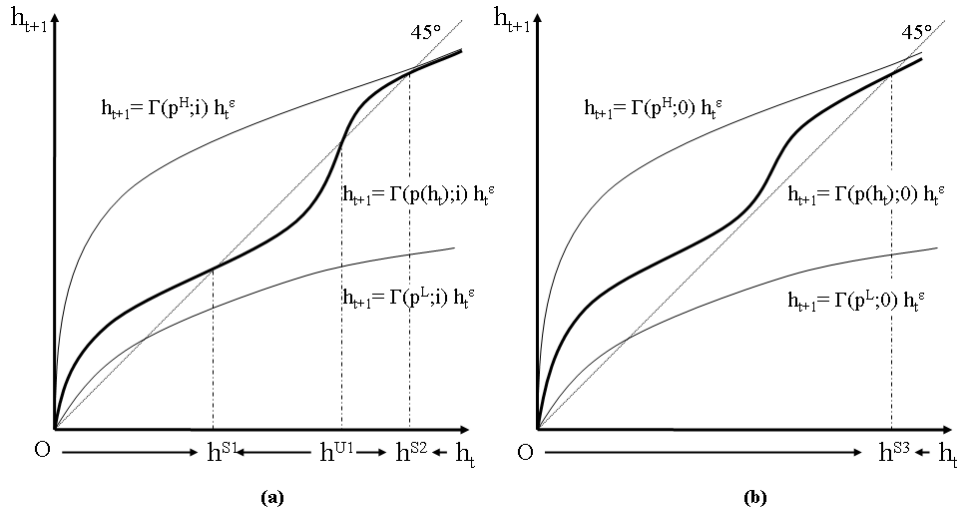 h_{t+1}
45°
h_{t+1}= Γ(p^H;i) h_t^ε
h_{t+1}= Γ(p(h_t);i) h_t^ε
h_{t+1}= Γ(p^L;i) h_t^ε
O h^{S1} h^{U1} h^{S2} h_t
(a)
h_{t+1}
45°
h_{t+1}= Γ(p^H;0) h_t^ε
h_{t+1}= Γ(p(h_t);0) h_t^ε
h_{t+1}= Γ(p^L;0) h_t^ε
O h^{S3} h_t
(b)